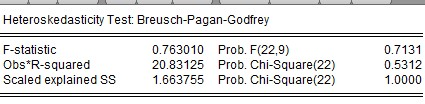 Heteroskedasticity Test: Breusch-Pagan-Godfrey
F-statistic 0.763010 Prob. F(22,9) 0.7131
Obs*R-squared 20.83125 Prob. Chi-Square(22) 0.5312
Scaled explained SS 1.663755 Prob. Chi-Square(22) 1.0000